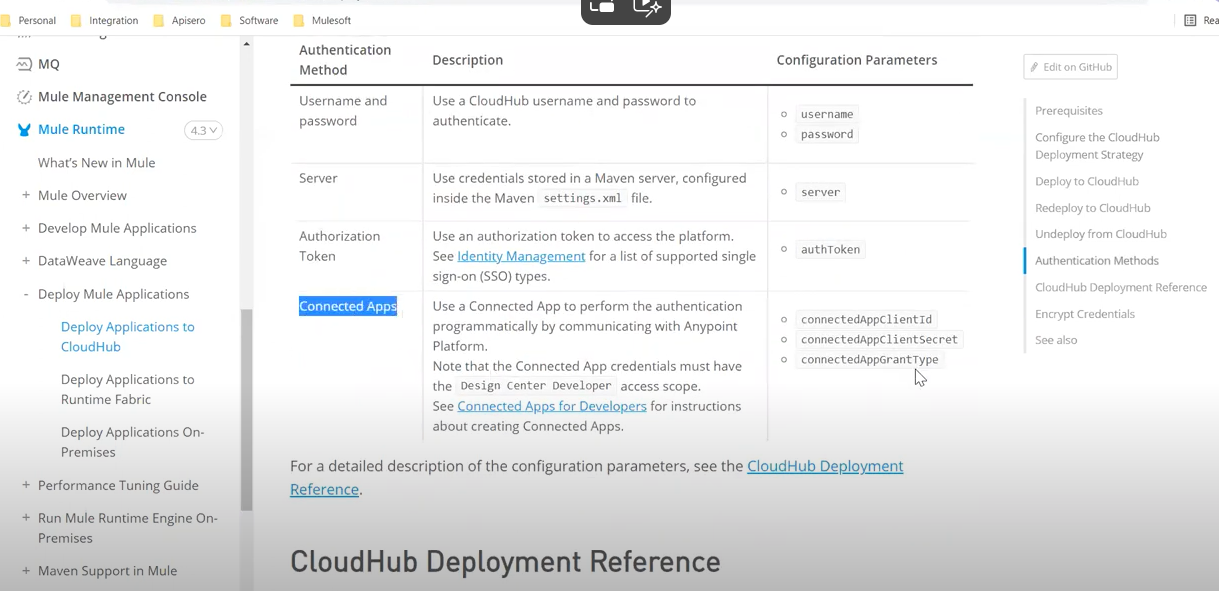 Personal
Integration
Apisero
Software
Mulesoft
Rea
MQ
Mule Management Console
Mule Runtime
4.3
What's New in Mule
+ Mule Overview
+ Develop Mule Applications
+ DataWeave Language
- Deploy Mule Applications
Deploy Applications to
CloudHub
Deploy Applications to
Runtime Fabric
Deploy Applications On-
Premises
+ Performance Tuning Guide
+ Run Mule Runtime Engine On-
Premises
+ Maven Support in Mule
Authentication
Method
Description
Configuration Parameters
Username and
password
Use a CloudHub username and password to
authenticate.
username
password
Server
Use credentials stored in a Maven server, configured
inside the Maven settings.xml file.
server
Authorization
Token
Use an authorization token to access the platform.
See Identity Management for a list of supported single
sign-on (SSO) types.
authToken
Connected Apps
Use a Connected App to perform the authentication
programmatically by communicating with Anypoint
Platform.
Note that the Connected App credentials must have
the Design Center Developer access scope.
See Connected Apps for Developers for instructions
about creating Connected Apps.
connectedAppClientId
connectedAppClientSecret
connectedAppGrantType
For a detailed description of the configuration parameters, see the CloudHub Deployment
Reference.
CloudHub Deployment Reference
Edit on GitHub
Prerequisites
Configure the CloudHub
Deployment Strategy
Deploy to CloudHub
Redeploy to CloudHub
Undeploy from CloudHub
Authentication Methods
CloudHub Deployment Reference
Encrypt Credentials
See also